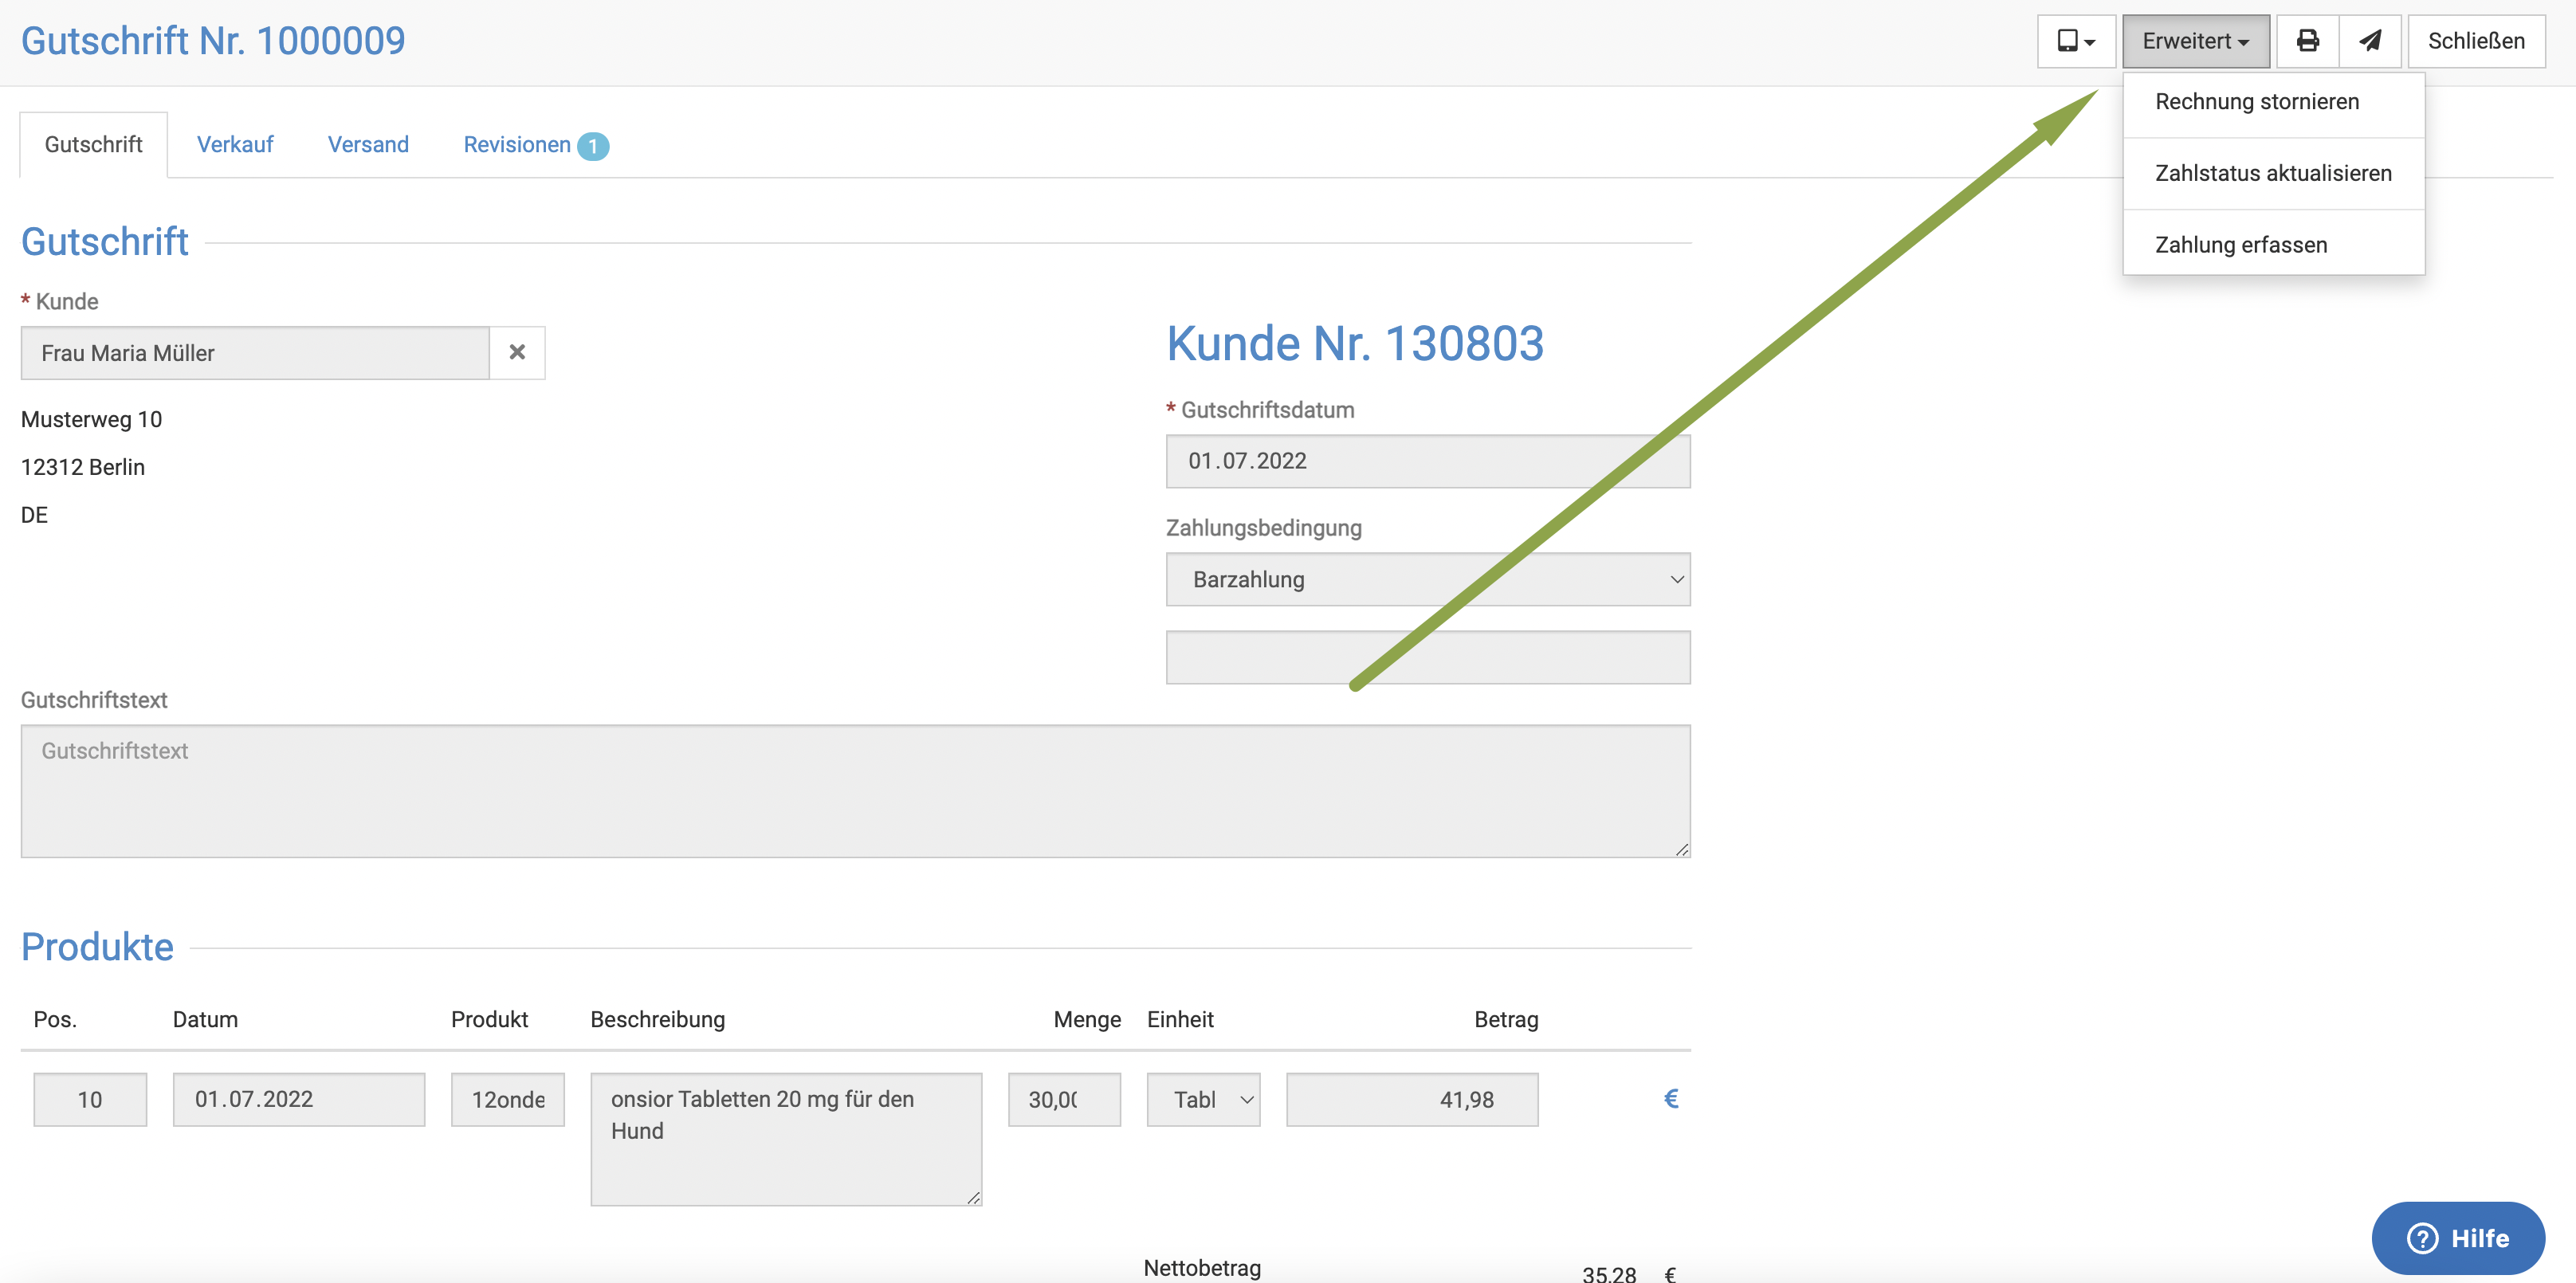 Gutschrift Nr. 1000009
Erweitert
Schließen
Rechnung stornieren
Zahlstatus aktualisieren
Zahlung erfassen
Gutschrift
Verkauf
Versand
Revisionen 1
Gutschrift
* Kunde
Frau Maria Müller
Musterweg 10
12312 Berlin
DE
Kunde Nr. 130803
* Gutschriftsdatum
01.07.2022
Zahlungsbedingung
Barzahlung
Gutschriftstext
Gutschriftstext
Produkte
Pos. Datum Produkt Beschreibung Menge Einheit Betrag
10 01.07.2022 12onde onsior Tabletten 20 mg für den 30,00 Tabl 41,98 €
Hund
Nettobetrag 35,28 €
Hilfe